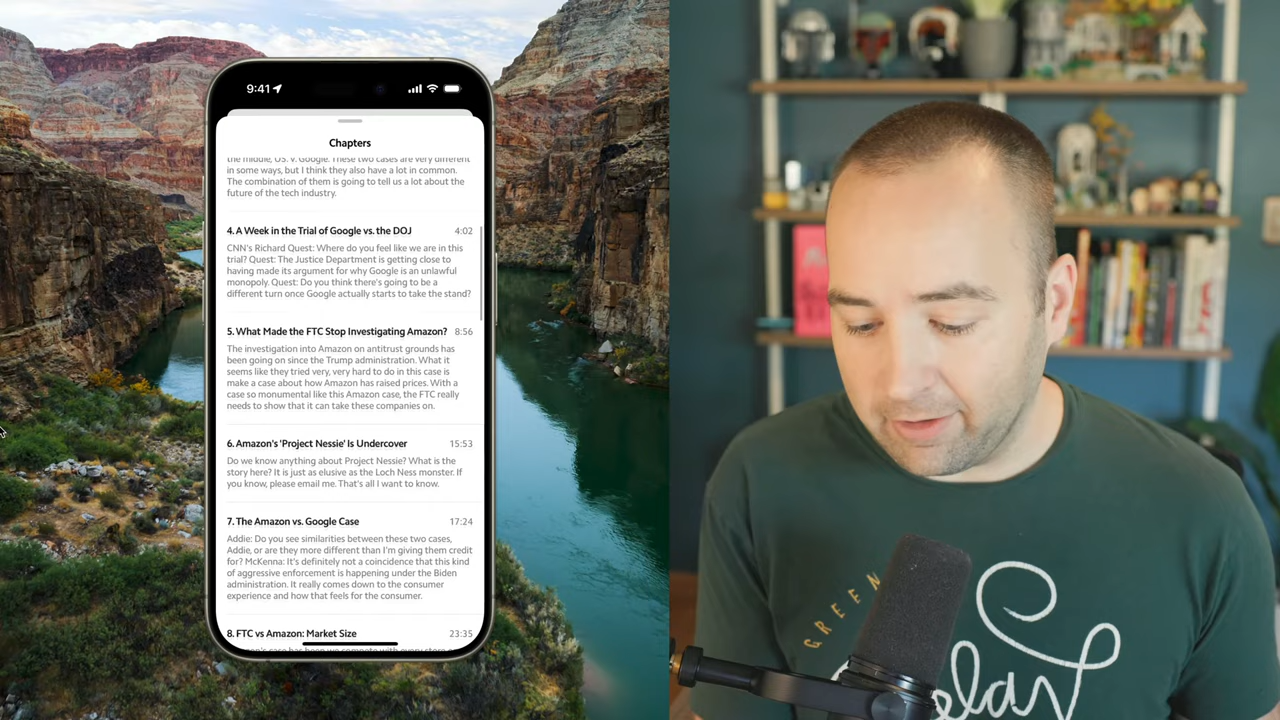 9:41
Chapters
the middle, US. v. Google. These two cases are very different
in some ways, but I think they also have a lot in common.
The combination of them is going to tell us a lot about the
future of the tech industry.
4. A Week in the Trial of Google vs. the DOJ 4:02
CNN's Richard Quest: Where do you feel like we are in this
trial? Quest: The Justice Department is getting close to
having made its argument for why Google is an unlawful
monopoly. Quest: Do you think there's going to be a
different turn once Google actually starts to take the stand?
5. What Made the FTC Stop Investigating Amazon? 8:56
The investigation into Amazon on antitrust grounds has
been going on since the Trump administration. What it
seems like they tried very, very hard to do in this case is
make a case about how Amazon has raised prices. With a
case so monumental like this Amazon case, the FTC really
needs to show that it can take these companies on.
6. Amazon's 'Project Nessie' Is Undercover 15:53
Do we know anything about Project Nessie? What is the
story here? It is just as elusive as the Loch Ness monster. If
you know, please email me. That's all I want to know.
7. The Amazon vs. Google Case 17:24
Addie: Do you see similarities between these two cases,
Addie, or are they more different than I'm giving them credit
for? McKenna: It's definitely not a coincidence that this kind
of aggressive enforcement is happening under the Biden
administration. It really comes down to the consumer
experience and how that feels for the consumer.
8. FTC vs Amazon: Market Size 23:35
GREEN